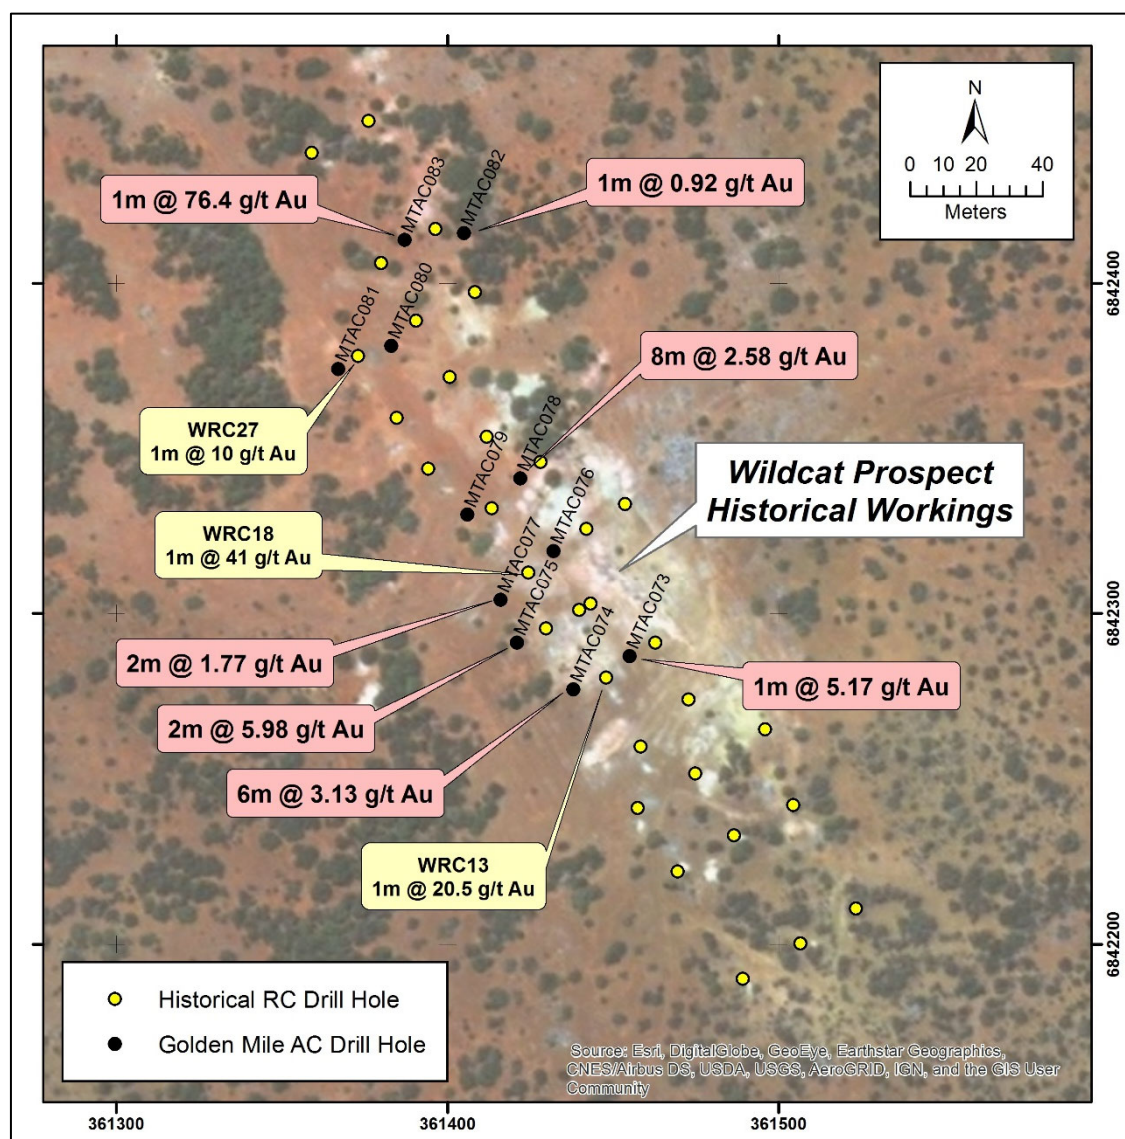 N
0 10 20 40
Meters
MTAC083
MTAC082
1m @ 76.4 g/t Au
1m @ 0.92 g/t Au
6842400
MTAC081
MTAC080
8m @ 2.58 g/t Au
WRC27
1m @ 10 g/t Au
MTAC079
MTAC078
Wildcat Prospect
Historical Workings
MTAC076
WRC18
1m @ 41 g/t Au
MTAC077
MTAC075
MTAC074
MTAC073
6842300
2m @ 1.77 g/t Au
1m @ 5.17 g/t Au
2m @ 5.98 g/t Au
6m @ 3.13 g/t Au
WRC13
1m @ 20.5 g/t Au
6842200
Historical RC Drill Hole
Golden Mile AC Drill Hole
Source: Esri, DigitalGlobe, GeoEye, Earthstar Geographics,
CNES/Airbus DS, USDA, USGS, AeroGRID, IGN, and the GIS User
Community
361300
361400
361500